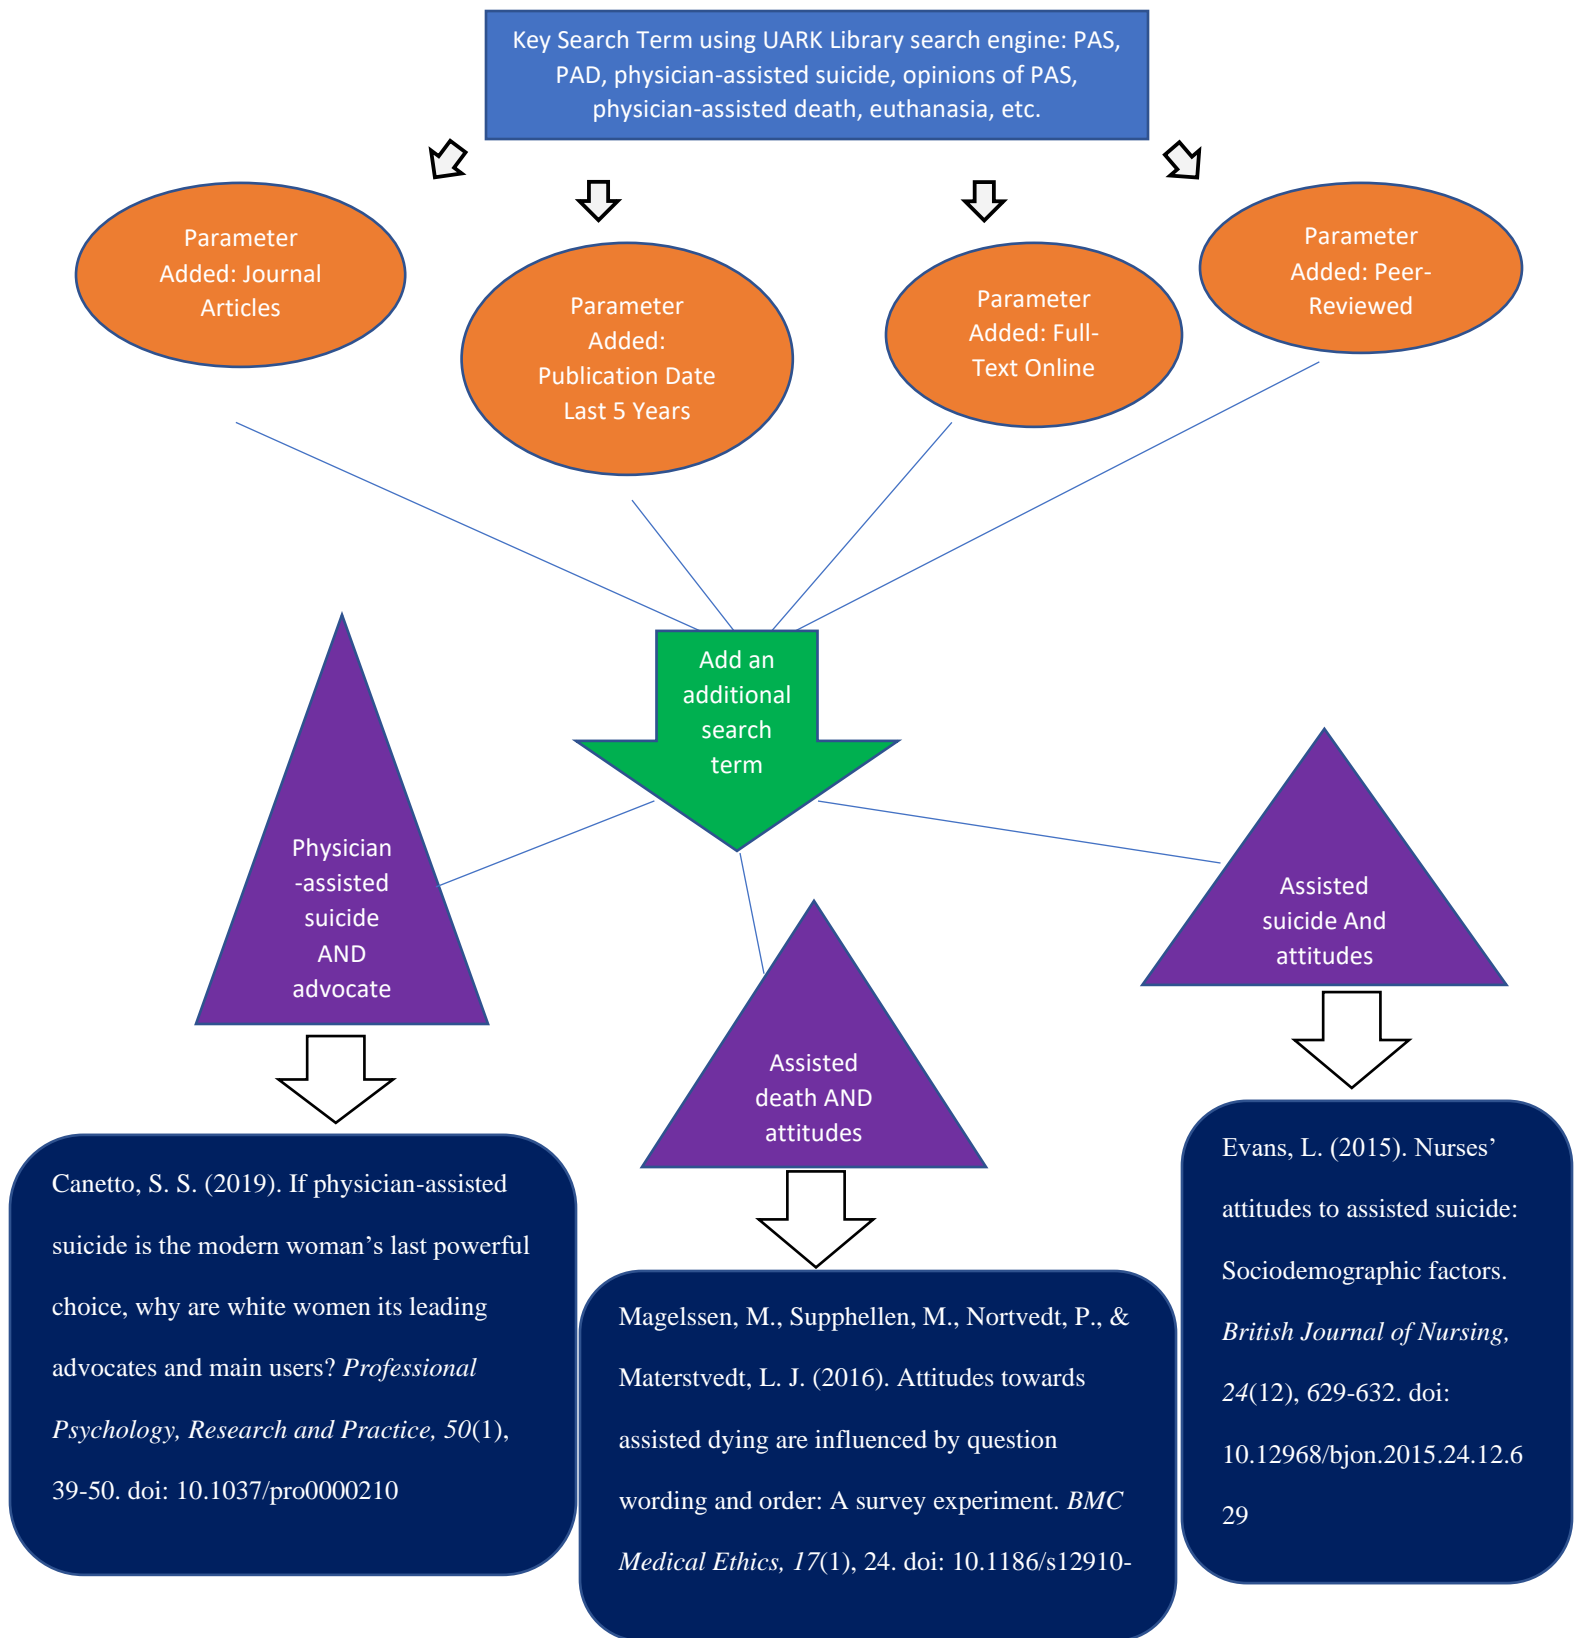 Key Search Term using UARK Library search engine: PAS,
PAD, physician-assisted suicide, opinions of PAS,
physician-assisted death, euthanasia, etc.
Parameter
Added: Journal
Articles
Parameter
Added:
Publication Date
Last 5 Years
Parameter
Added: Full-
Text Online
Parameter
Added: Peer-
Reviewed
Add an
additional
search
term
Physician
-assisted
suicide
AND
advocate
Assisted
death AND
attitudes
Assisted
suicide And
attitudes
Canetto, S. S. (2019). If physician-assisted
suicide is the modern woman’s last powerful
choice, why are white women its leading
advocates and main users? Professional
Psychology, Research and Practice, 50(1),
39-50. doi: 10.1037/pro0000210
Magelssen, M., Supphellen, M., Nortvedt, P., &
Materstvedt, L. J. (2016). Attitudes towards
assisted dying are influenced by question
wording and order: A survey experiment. BMC
Medical Ethics, 17(1), 24. doi: 10.1186/s12910-
Evans, L. (2015). Nurses’
attitudes to assisted suicide:
Sociodemographic factors.
British Journal of Nursing,
24(12), 629-632. doi:
10.12968/bjon.2015.24.12.6
29